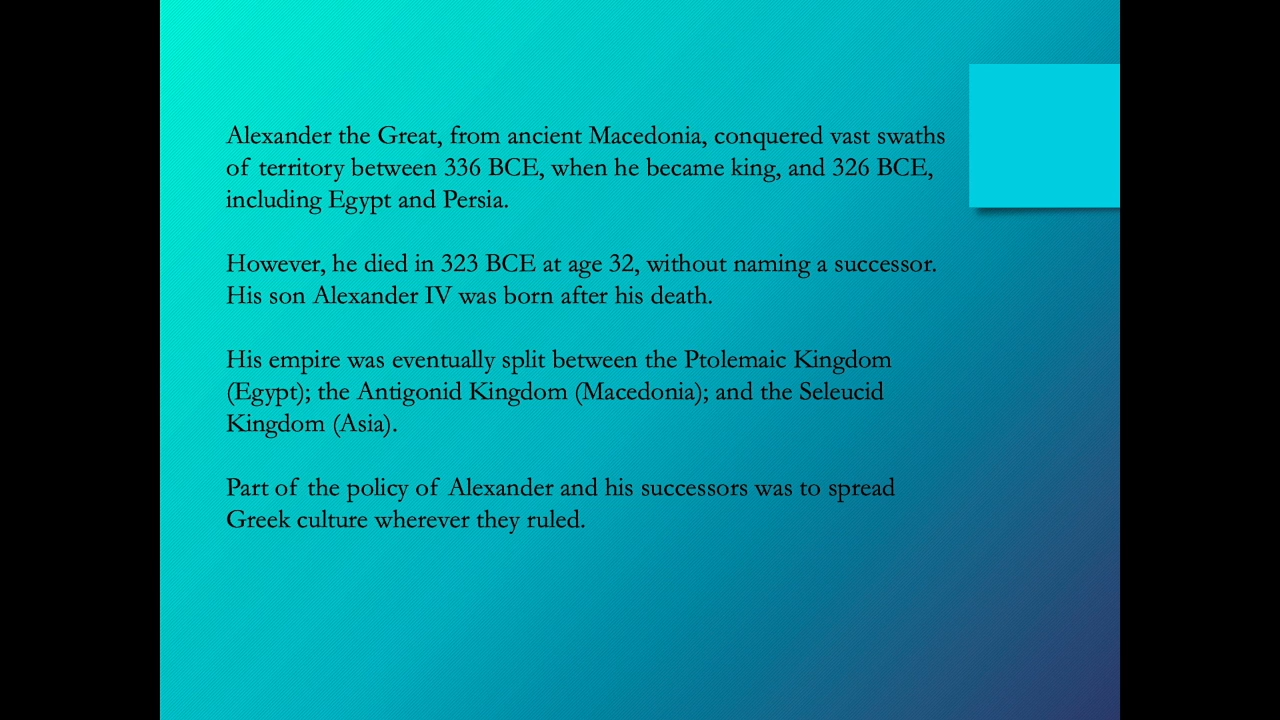 Alexander the Great, from ancient Macedonia, conquered vast swaths
of territory between 336 BCE, when he became king, and 326 BCE,
including Egypt and Persia.
However, he died in 323 BCE at age 32, without naming a successor.
His son Alexander IV was born after his death.
His empire was eventually split between the Ptolemaic Kingdom
(Egypt); the Antigonid Kingdom (Macedonia); and the Seleucid
Kingdom (Asia).
Part of the policy of Alexander and his successors was to spread
Greek culture wherever they ruled.